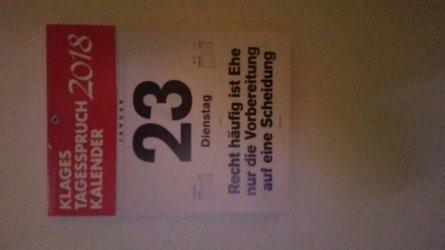 KLAGES
TAGESSPRUCH
KALENDER
2018
JANUAR
23
Dienstag
Recht häufig ist Ehe
nur die Vorbereitung
auf eine Scheidung